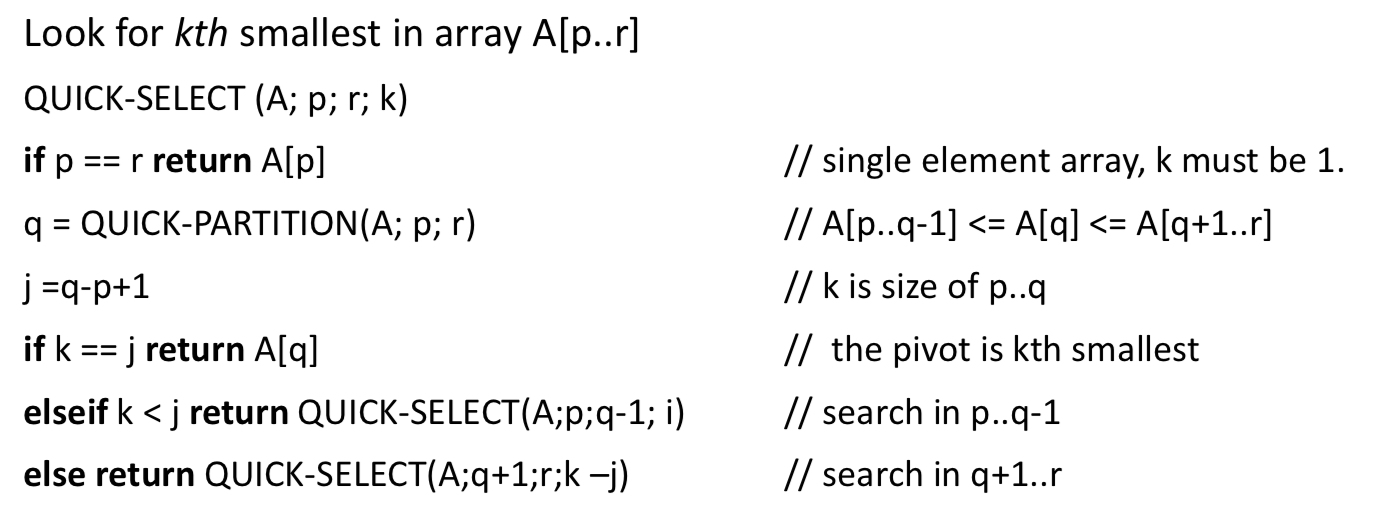 Look for kth smallest in array A[p..r]
QUICK-SELECT (A; p; r; k)
if p == r return A[p] // single element array, k must be 1.
q = QUICK-PARTITION(A; p; r) // A[p..q-1] <= A[q] <= A[q+1..r]
j =q-p+1 // k is size of p..q
if k == j return A[q] // the pivot is kth smallest
elseif k < j return QUICK-SELECT(A;p;q-1; i) // search in p..q-1
else return QUICK-SELECT(A;q+1;r;k –j) // search in q+1..r